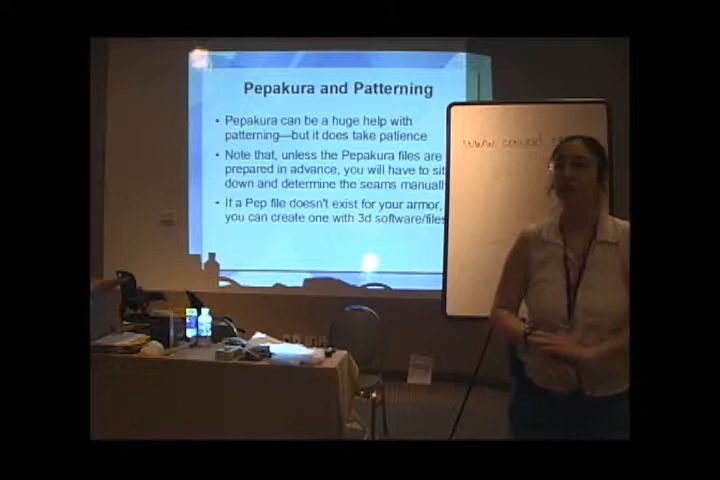 Pepakura and Patterning
• Pepakura can be a huge help with
patterning—but it does take patience
• Note that, unless the Pepakura files are
prepared in advance, you will have to sit
down and determine the seams manually
• If a Pep file doesn't exist for your armor,
you can create one with 3d software/files
www.